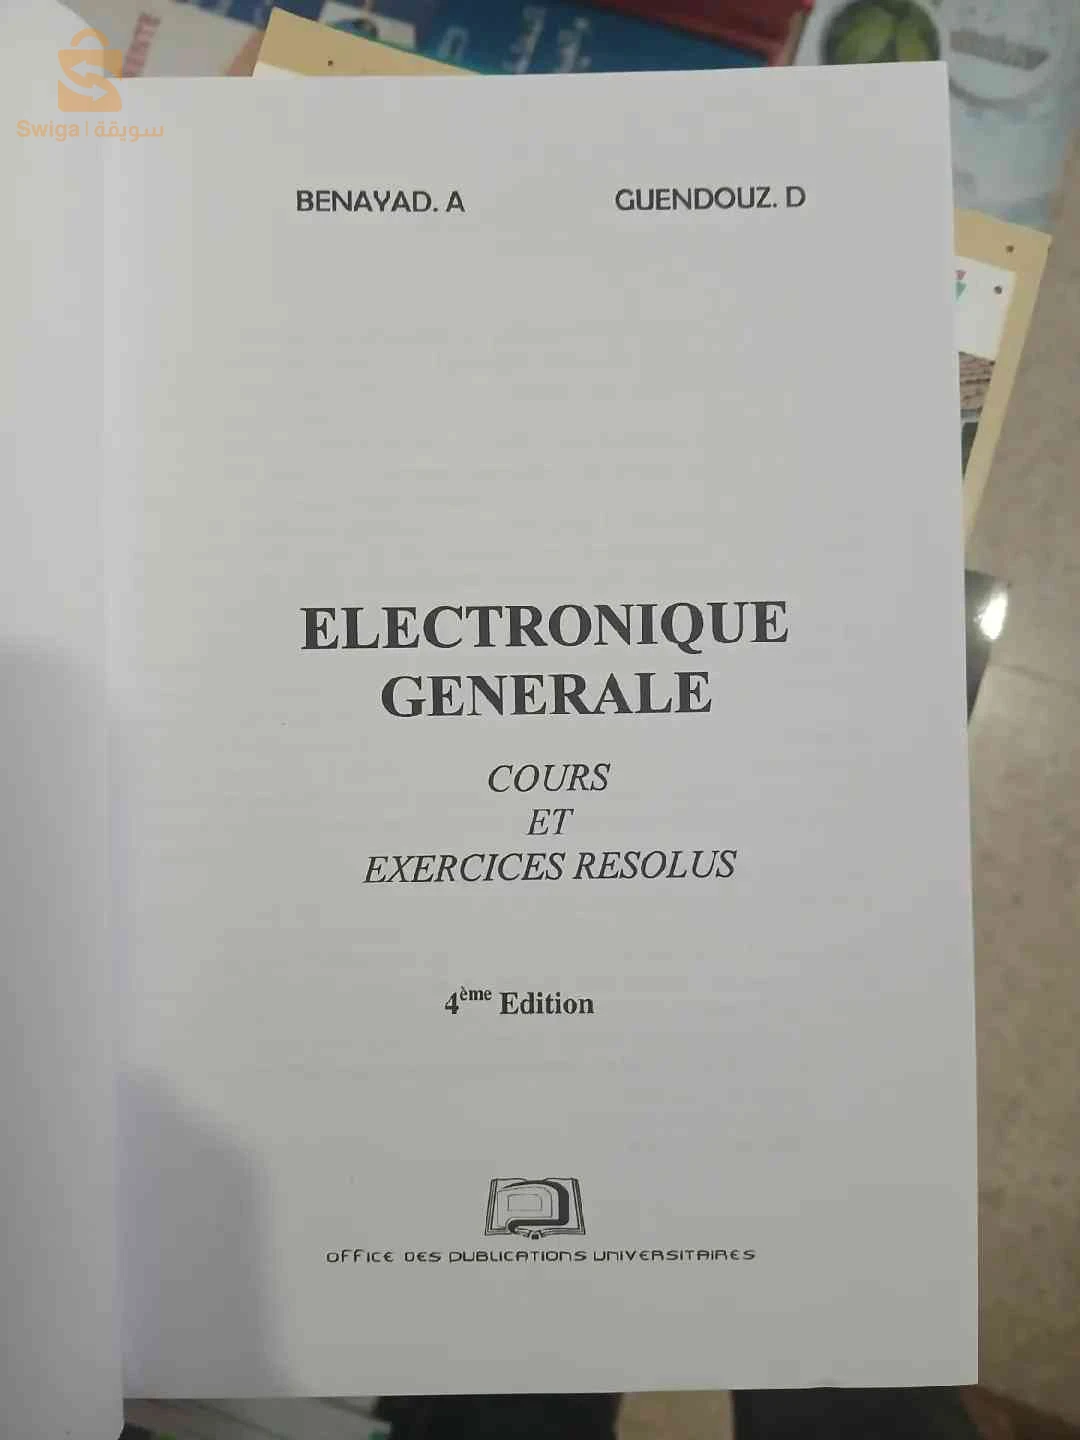 Swiga | سويقة
BENAYAD. A GUENDOUZ. D
ELECTRONIQUE
GENERALE
COURS
ET
EXERCICES RESOLUS
4ème Edition
OFFICE DES PUBLICATIONS UNIVERSITAIRES